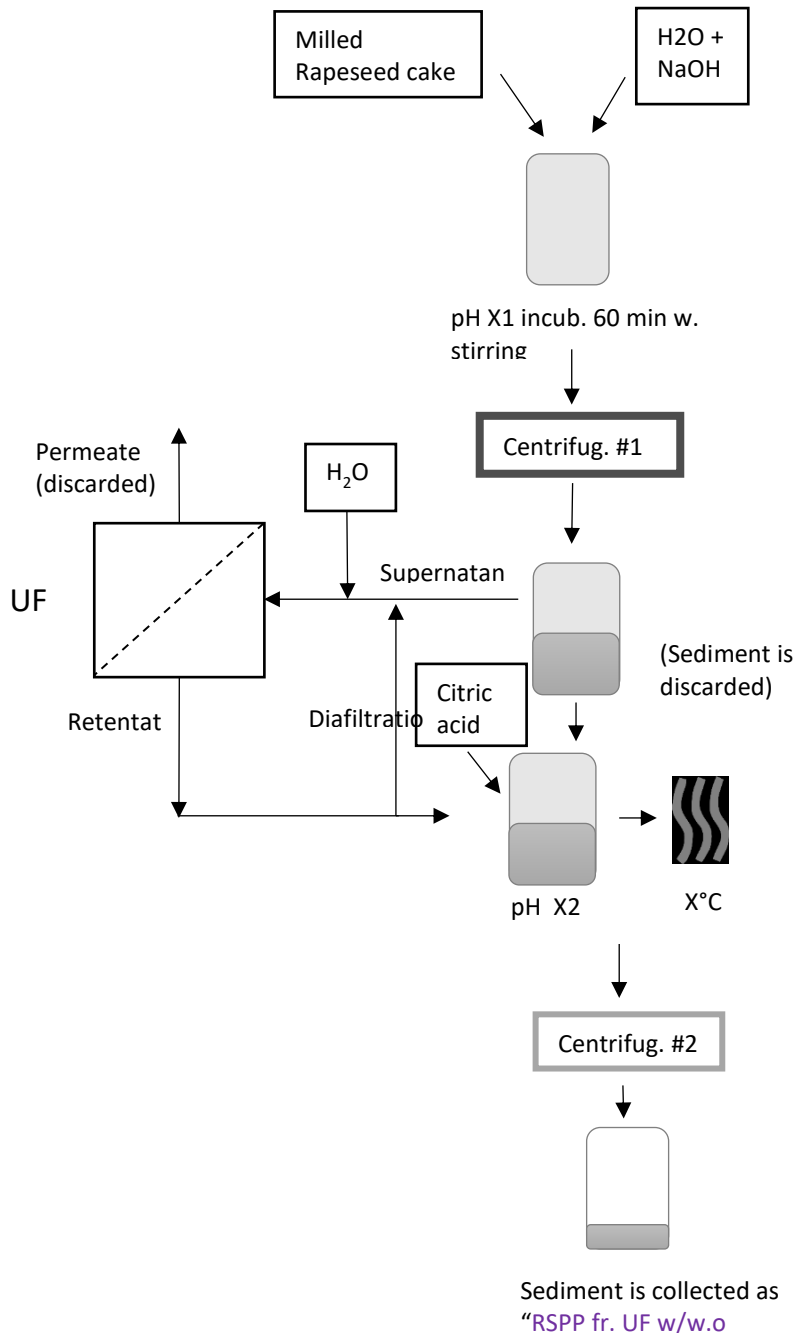 Milled
Rapeseed cake
H2O +
NaOH
pH X1 incub. 60 min w.
stirring
Centrifug. #1
Permeate
(discarded)
H₂O
Supernatan
UF
(Sediment is
discarded)
Citric
acid
Retentat
Diafiltratio
pH X2
X°C
Centrifug. #2
Sediment is collected as
“RSPP fr. UF w/w.o